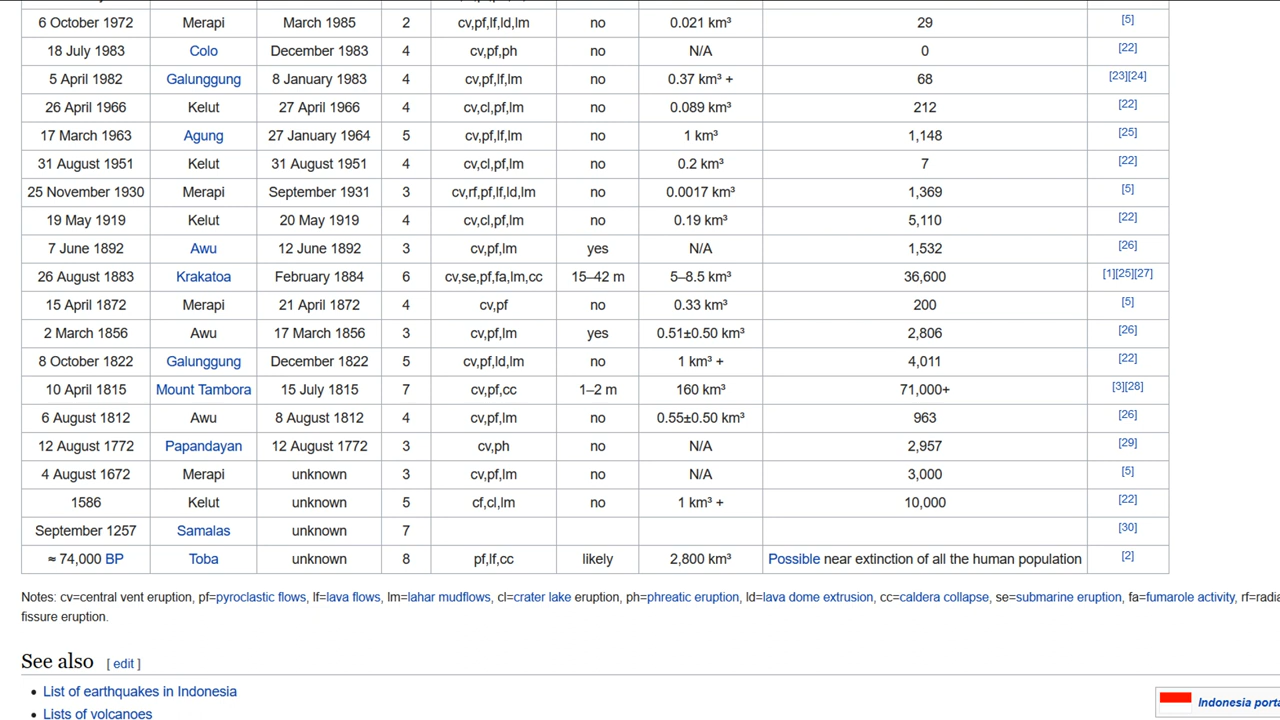 6 October 1972 Merapi March 1985 2 cv,pf,lf,ld,lm no 0.021 km³ 29 [5]
18 July 1983 Colo December 1983 4 cv,pf,ph no N/A 0 [22]
5 April 1982 Galunggung 8 January 1983 4 cv,pf,lf,lm no 0.37 km³ + 68 [23][24]
26 April 1966 Kelut 27 April 1966 4 cv,cl,pf,lm no 0.089 km³ 212 [22]
17 March 1963 Agung 27 January 1964 5 cv,pf,lf,lm no 1 km³ 1,148 [25]
31 August 1951 Kelut 31 August 1951 4 cv,cl,pf,lm no 0.2 km³ 7 [22]
25 November 1930 Merapi September 1931 3 cv,rf,pf,lf,ld,lm no 0.0017 km³ 1,369 [5]
19 May 1919 Kelut 20 May 1919 4 cv,cl,pf,lm no 0.19 km³ 5,110 [22]
7 June 1892 Awu 12 June 1892 3 cv,pf,lm yes N/A 1,532 [26]
26 August 1883 Krakatoa February 1884 6 cv,se,pf,fa,lm,cc 15–42 m 5–8.5 km³ 36,600 [1][25][27]
15 April 1872 Merapi 21 April 1872 4 cv,pf no 0.33 km³ 200 [5]
2 March 1856 Awu 17 March 1856 3 cv,pf,lm yes 0.51±0.50 km³ 2,806 [26]
8 October 1822 Galunggung December 1822 5 cv,pf,ld,lm no 1 km³ + 4,011 [22]
10 April 1815 Mount Tambora 15 July 1815 7 cv,pf,cc 1–2 m 160 km³ 71,000+ [3][28]
6 August 1812 Awu 8 August 1812 4 cv,pf,lm no 0.55±0.50 km³ 963 [26]
12 August 1772 Papandayan 12 August 1772 3 cv,ph no N/A 2,957 [29]
4 August 1672 Merapi unknown 3 cv,pf,lm no N/A 3,000 [5]
1586 Kelut unknown 5 cf,cl,lm no 1 km³ + 10,000 [22]
September 1257 Samalas unknown 7 [30]
≈ 74,000 BP Toba unknown 8 pf,lf,cc likely 2,800 km³ Possible near extinction of all the human population [2]
Notes: cv=central vent eruption, pf=pyroclastic flows, lf=lava flows, lm=lahar mudflows, cl=crater lake eruption, ph=phreatic eruption, ld=lava dome extrusion, cc=caldera collapse, se=submarine eruption, fa=fumarole activity, rf=radia
fissure eruption.
See also [ edit ]
• List of earthquakes in Indonesia
• Lists of volcanoes
Indonesia porta